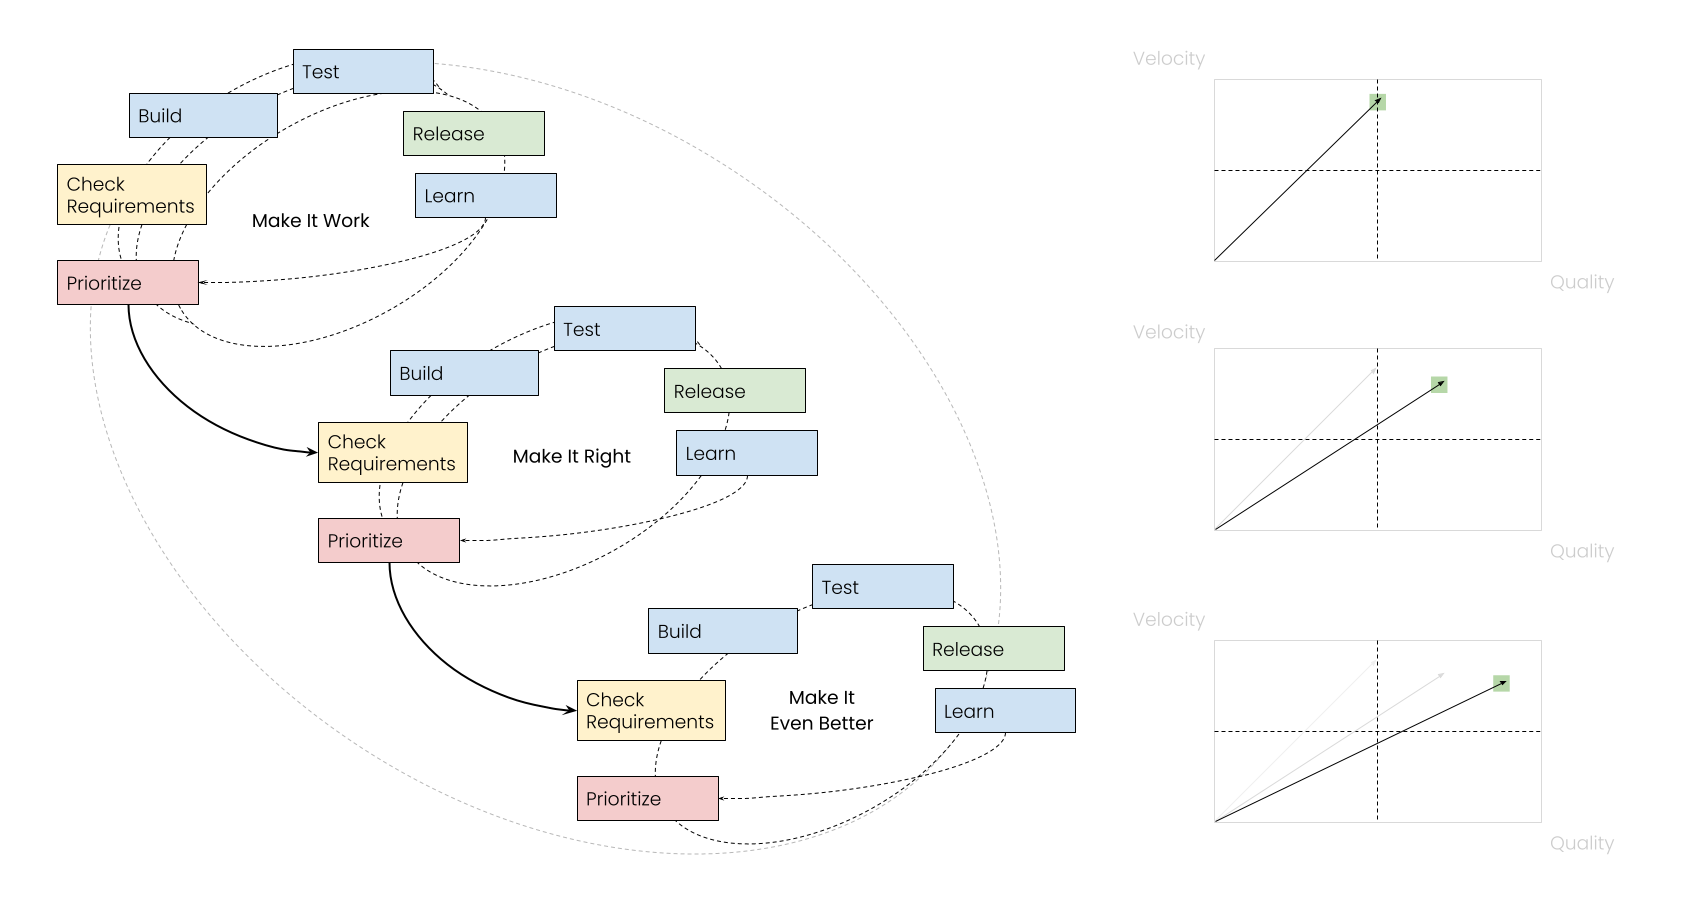 Test
Build
Release
Check
Requirements
Learn
Make It Work
Prioritize
Test
Build
Release
Check
Requirements
Make It Right
Learn
Prioritize
Test
Build
Release
Check
Requirements
Make It
Even Better
Learn
Prioritize
Velocity
Quality
Velocity
Quality
Velocity
Quality